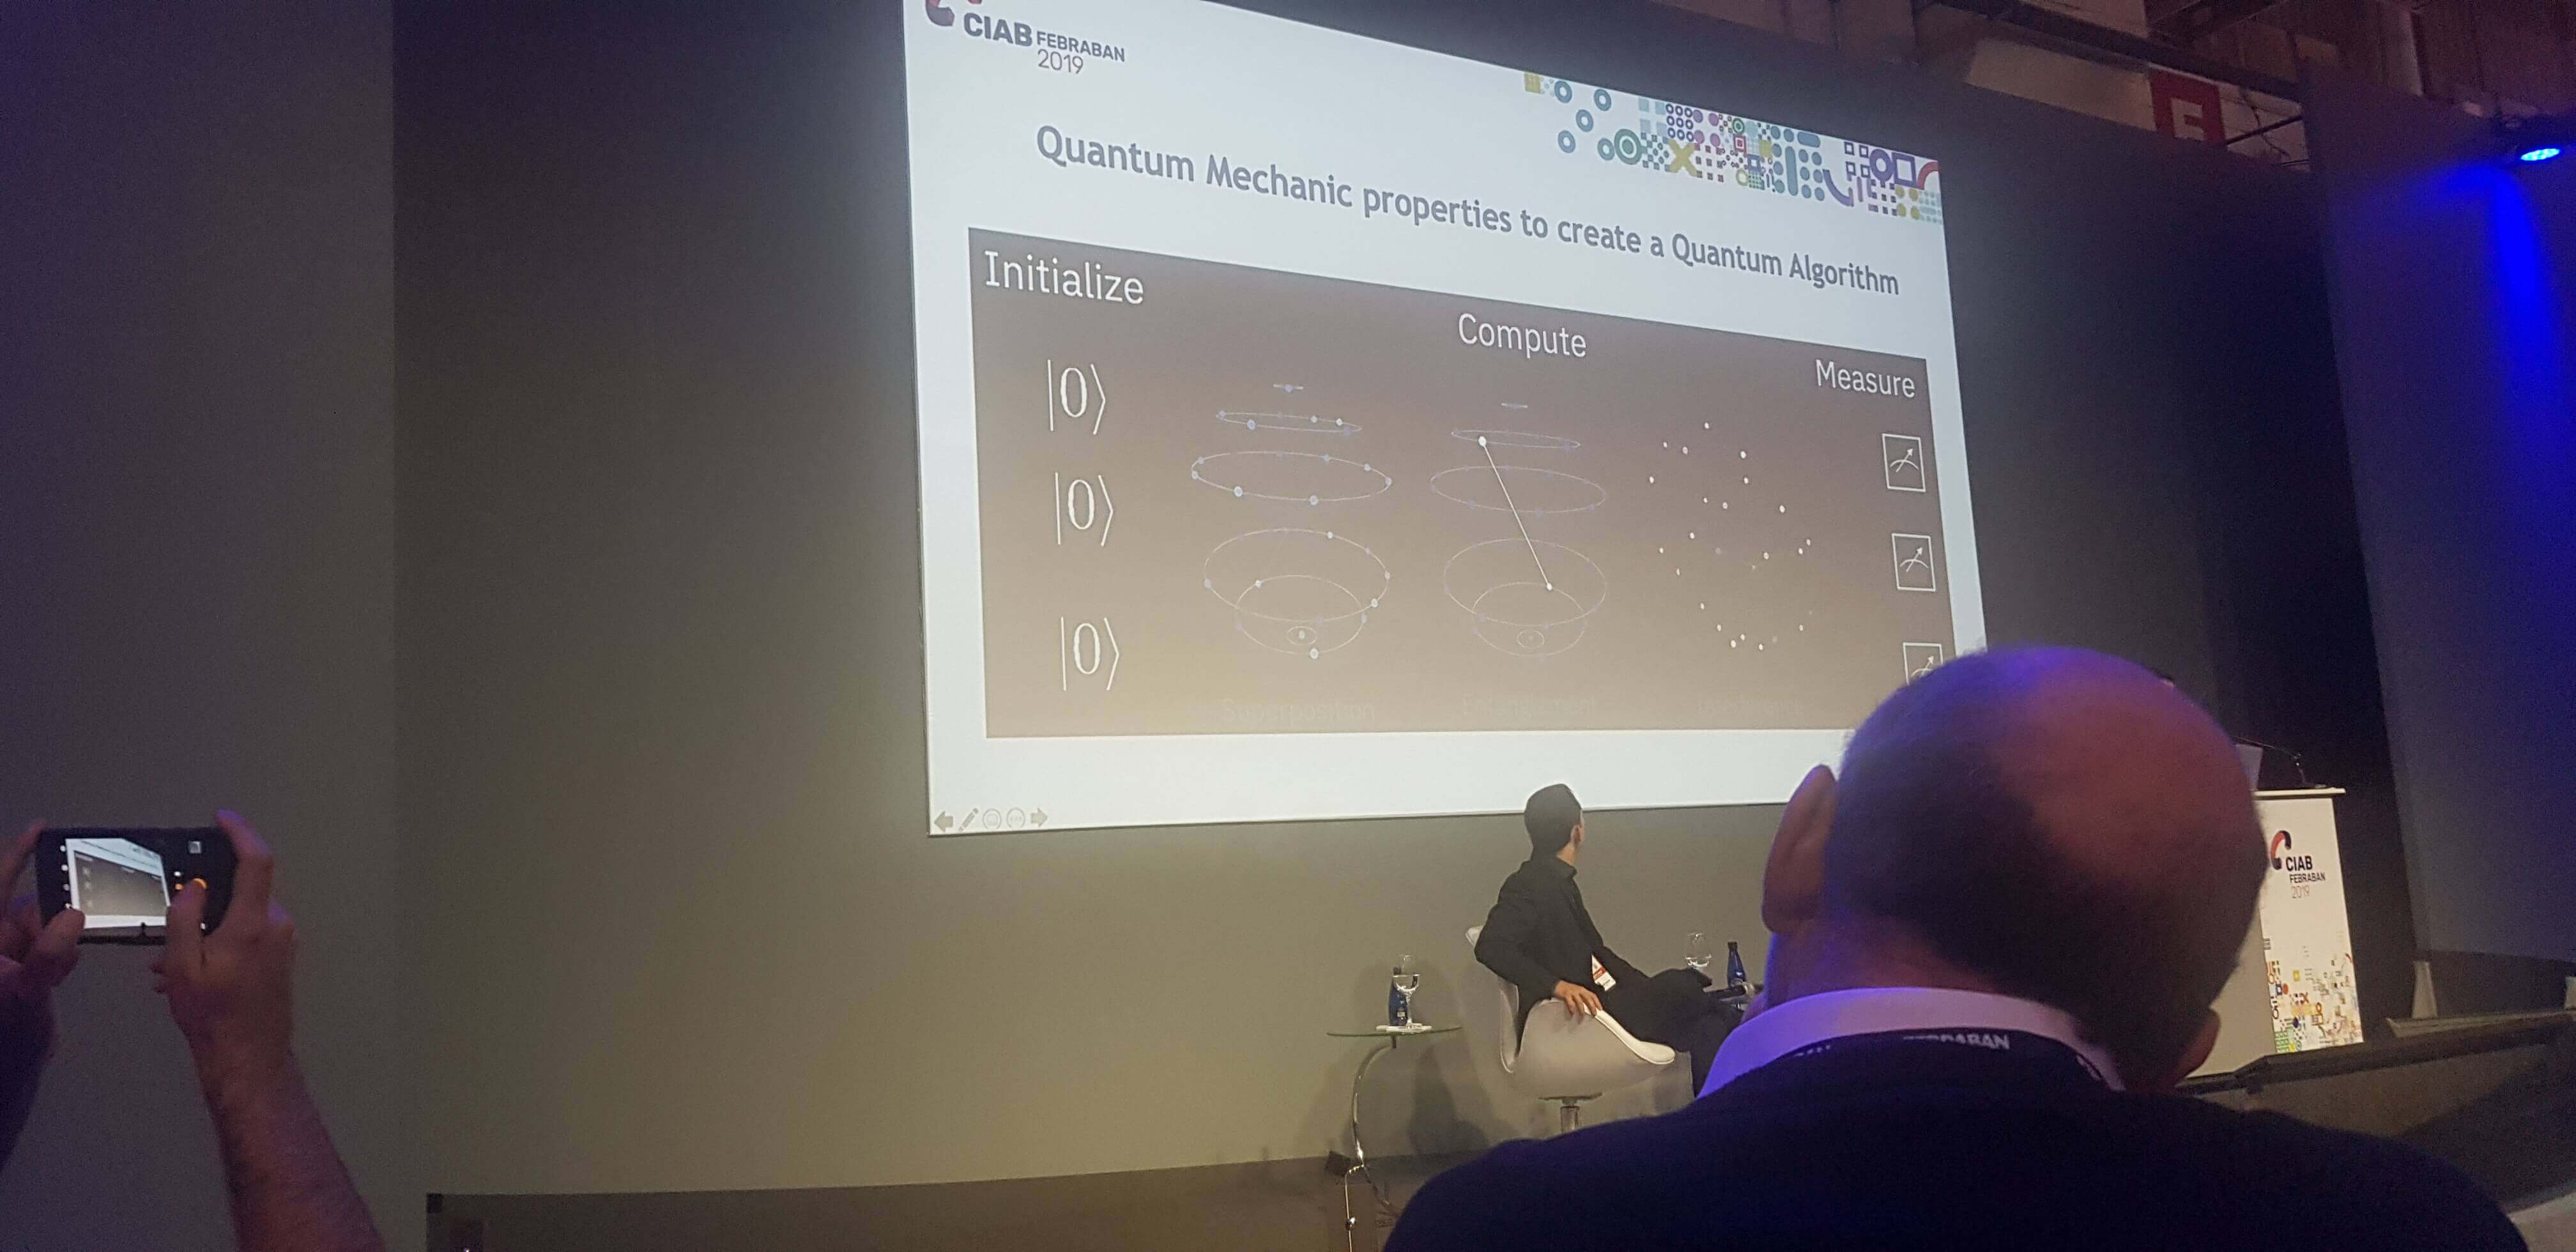 CIAB FEBRABAN
2019
Quantum Mechanic properties to create a Quantum Algorithm
Initialize
Compute
Measure
|0⟩
|0⟩
|0⟩
Superposition
CIAB
FEBRABAN
2019